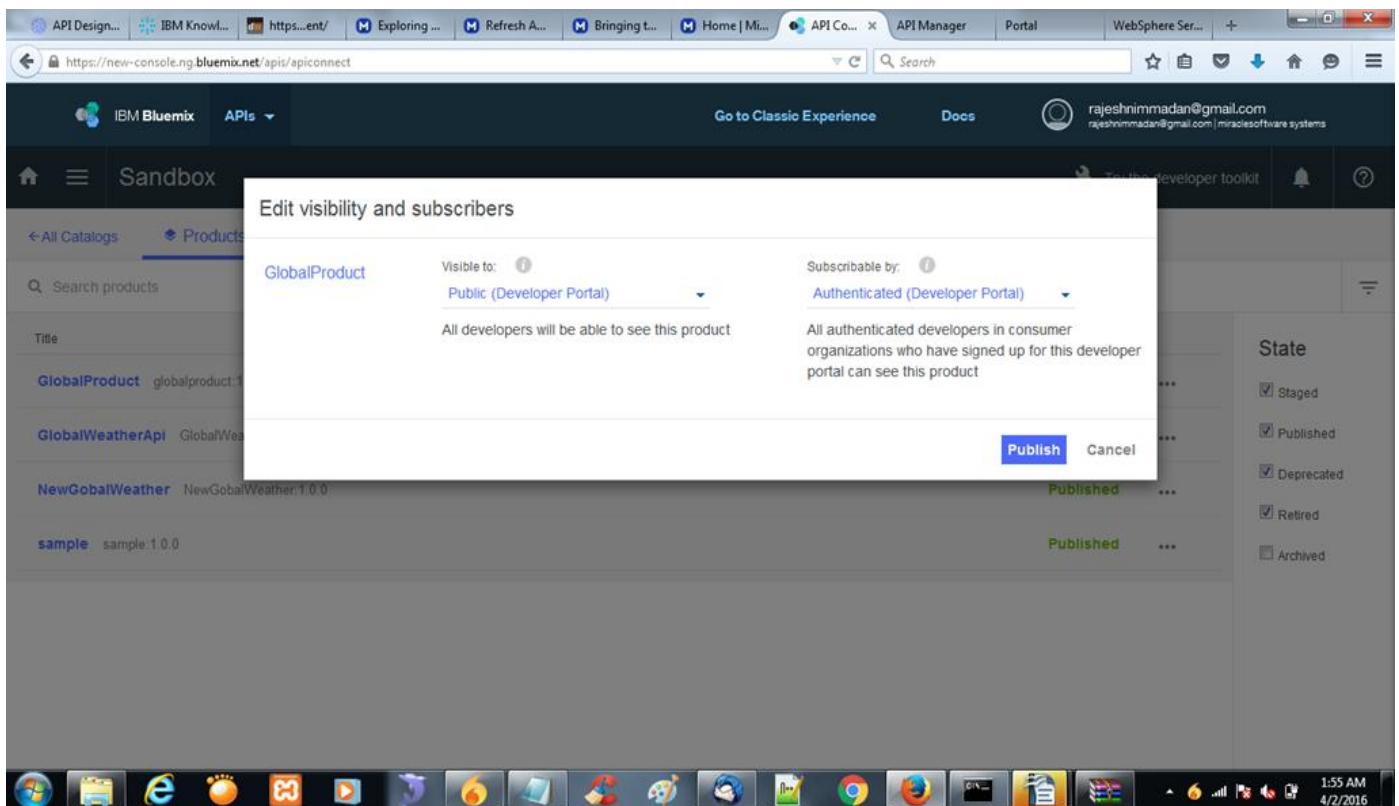 API Design...
IBM Knowl...
https...ent/
Exploring ...
Refresh A...
Bringing t...
Home | Mi...
API Co...
API Manager
Portal
WebSphere Ser...
https://new-console.ng.bluemix.net/apis/apiconnect
Search
IBM Bluemix
APIs
Go to Classic Experience
Docs
rajeshnimmadan@gmail.com
rajeshnimmadan@gmail.com | miraclesoftware systems
Sandbox
Try the developer toolkit
Edit visibility and subscribers
←All Catalogs
Products
GlobalProduct
Visible to:
Public (Developer Portal)
All developers will be able to see this product
Subscribable by:
Authenticated (Developer Portal)
All authenticated developers in consumer
organizations who have signed up for this developer
portal can see this product
Publish
Cancel
Search products
Title
GlobalProduct globalproduct:1
GlobalWeatherApi GlobalWea
NewGobalWeather NewGobalWeather:1.0.0
Published
sample sample:1.0.0
Published
State
Staged
Published
Deprecated
Retired
Archived
1:55 AM
4/2/2016